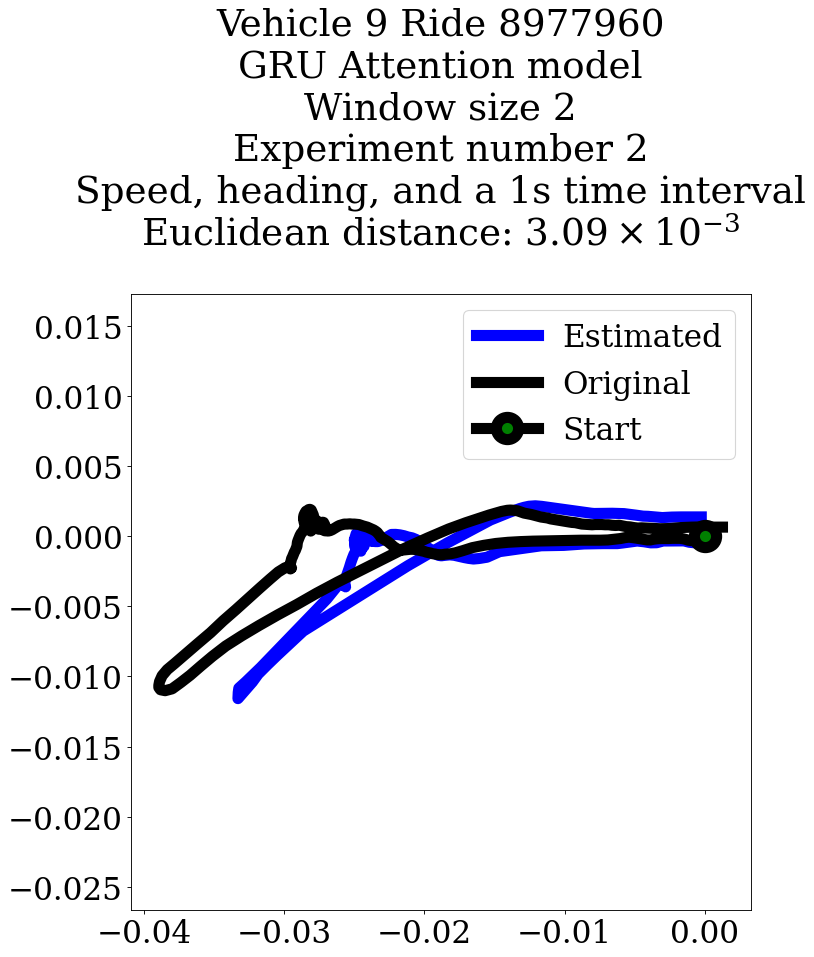 Vehicle 9 Ride 8977960
GRU Attention model
Window size 2
Experiment number 2
Speed, heading, and a 1s time interval
Euclidean distance: 3.09 × 10⁻³
Estimated
Original
Start
0.015
0.010
0.005
0.000
−0.005
−0.010
−0.015
−0.020
−0.025
−0.04 −0.03 −0.02 −0.01 0.00